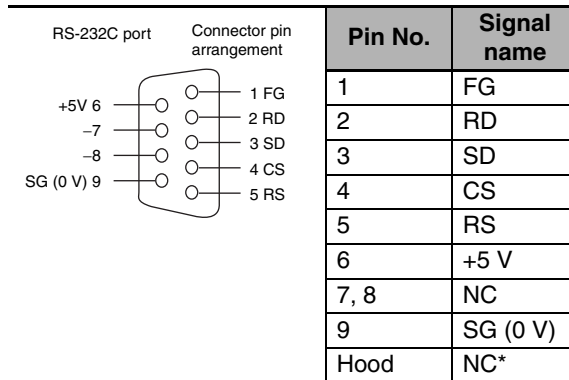 RS-232C port
Connector pin
arrangement
+5V 6
–7
–8
SG (0 V) 9
1 FG
2 RD
3 SD
4 CS
5 RS
Pin No. Signal name
1 FG
2 RD
3 SD
4 CS
5 RS
6 +5 V
7, 8 NC
9 SG (0 V)
Hood NC*